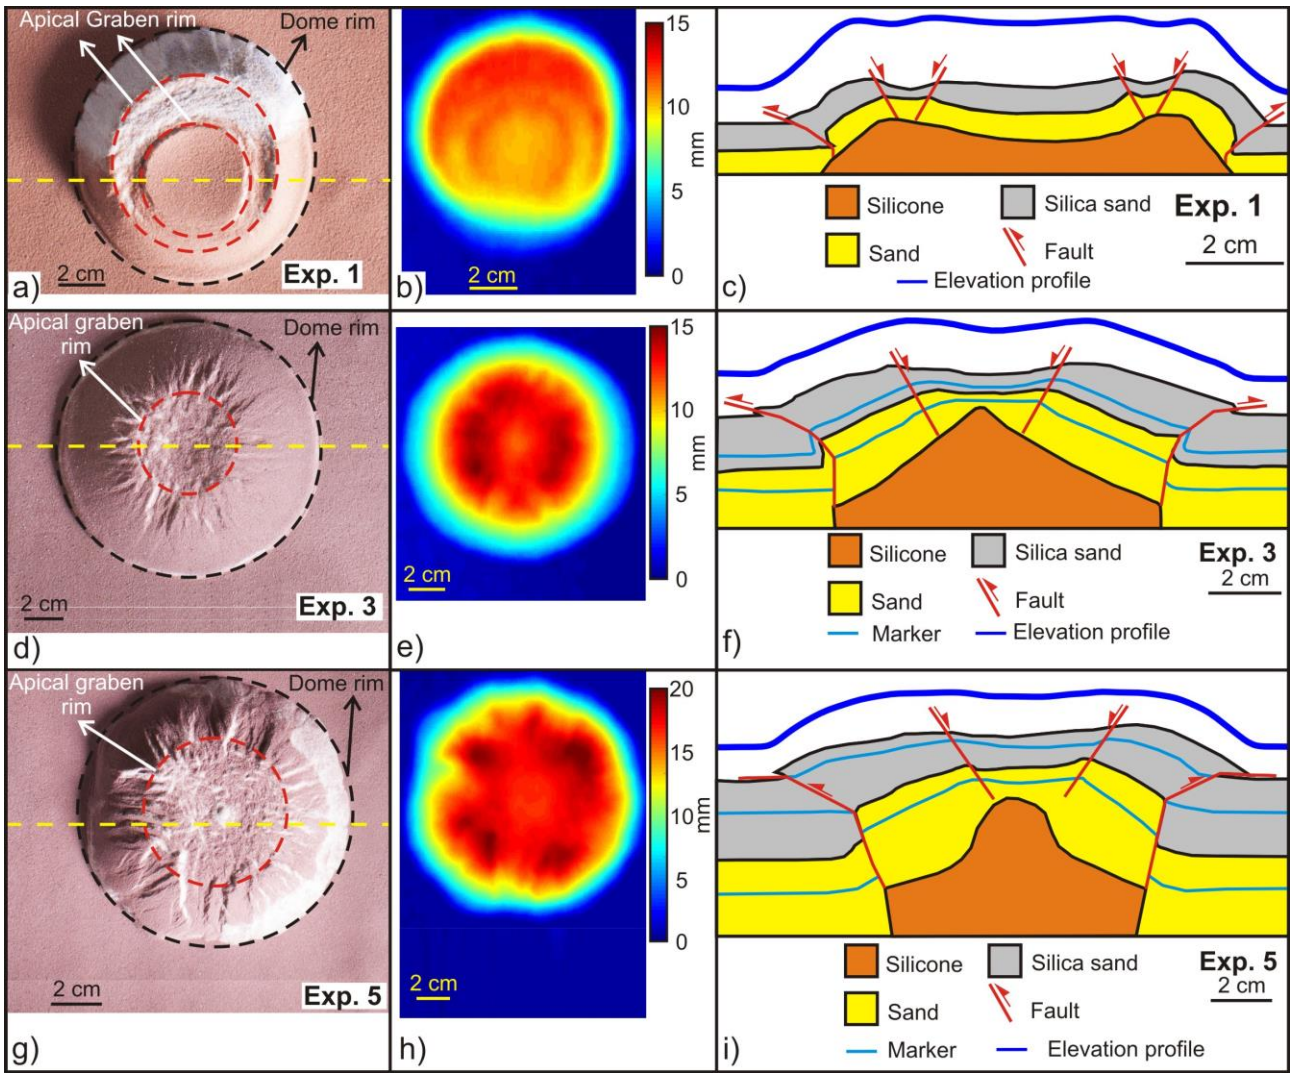 Apical Graben rim
Dome rim
2 cm
Exp. 1
a)
15
10
5
0
mm
2 cm
b)
Silicone
Silica sand
Exp. 1
Sand
Fault
2 cm
Elevation profile
c)
Apical graben
rim
Dome rim
2 cm
Exp. 3
d)
15
10
5
0
mm
2 cm
e)
Silicone
Silica sand
Exp. 3
Sand
Fault
2 cm
Marker
Elevation profile
f)
Apical graben
rim
Dome rim
2 cm
Exp. 5
g)
20
15
10
5
0
mm
2 cm
h)
Silicone
Silica sand
Exp. 5
Sand
Fault
2 cm
Marker
Elevation profile
i)